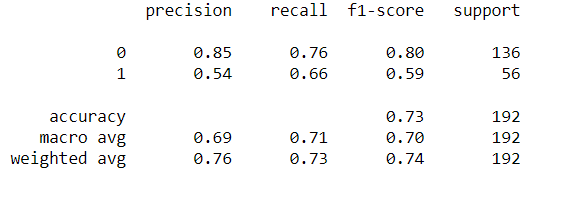 precision recall f1-score support
0 0.85 0.76 0.80 136
1 0.54 0.66 0.59 56
accuracy 0.73 192
macro avg 0.69 0.71 0.70 192
weighted avg 0.76 0.73 0.74 192